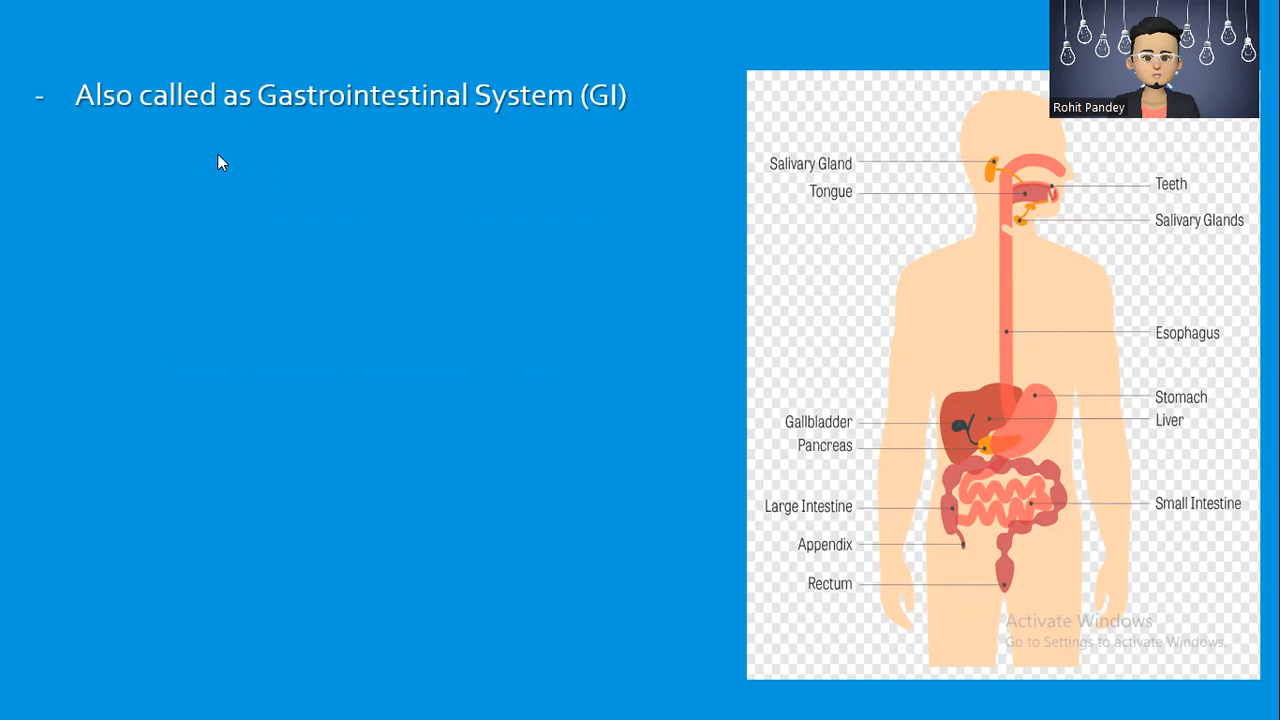 - Also called as Gastrointestinal System (GI)
Rohit Pandey
Salivary Gland
Tongue
Teeth
Salivary Glands
Esophagus
Stomach
Liver
Gallbladder
Pancreas
Large Intestine
Small Intestine
Appendix
Rectum
Activate Windows
Go to Settings to activate Windows.